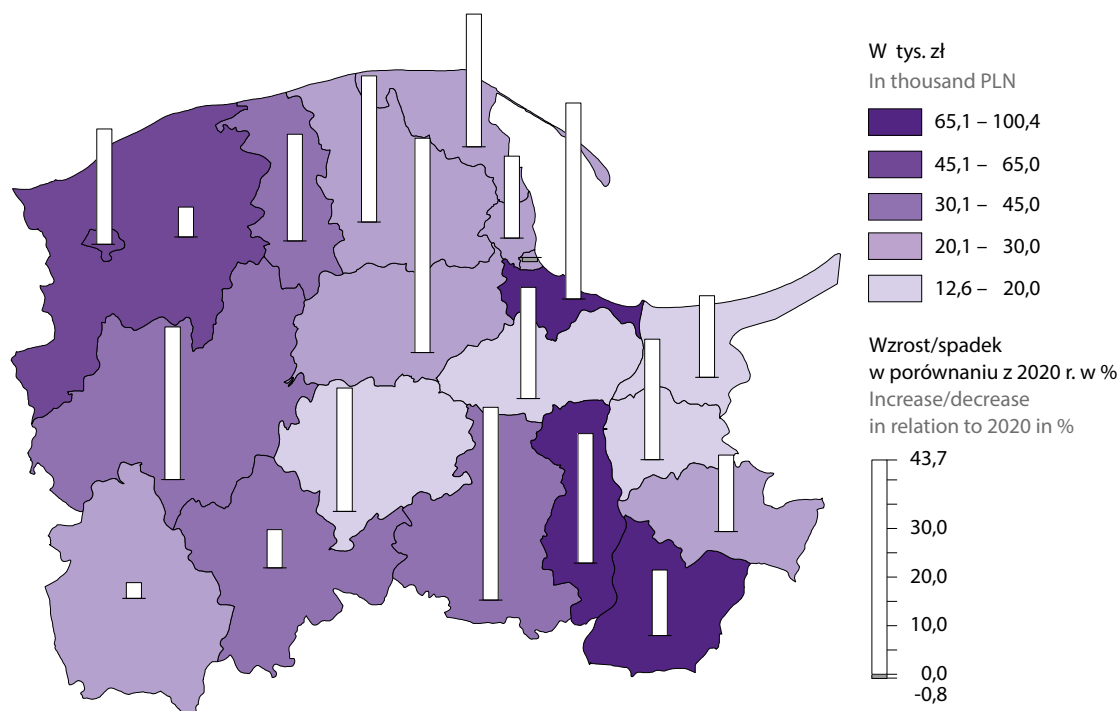 W tys. zł
In thousand PLN
65,1 – 100,4
45,1 – 65,0
30,1 – 45,0
20,1 – 30,0
12,6 – 20,0
Wzrost/spadek
w porównaniu z 2020 r. w %
Increase/decrease
in relation to 2020 in %
43,7
30,0
20,0
10,0
0,0
-0,8